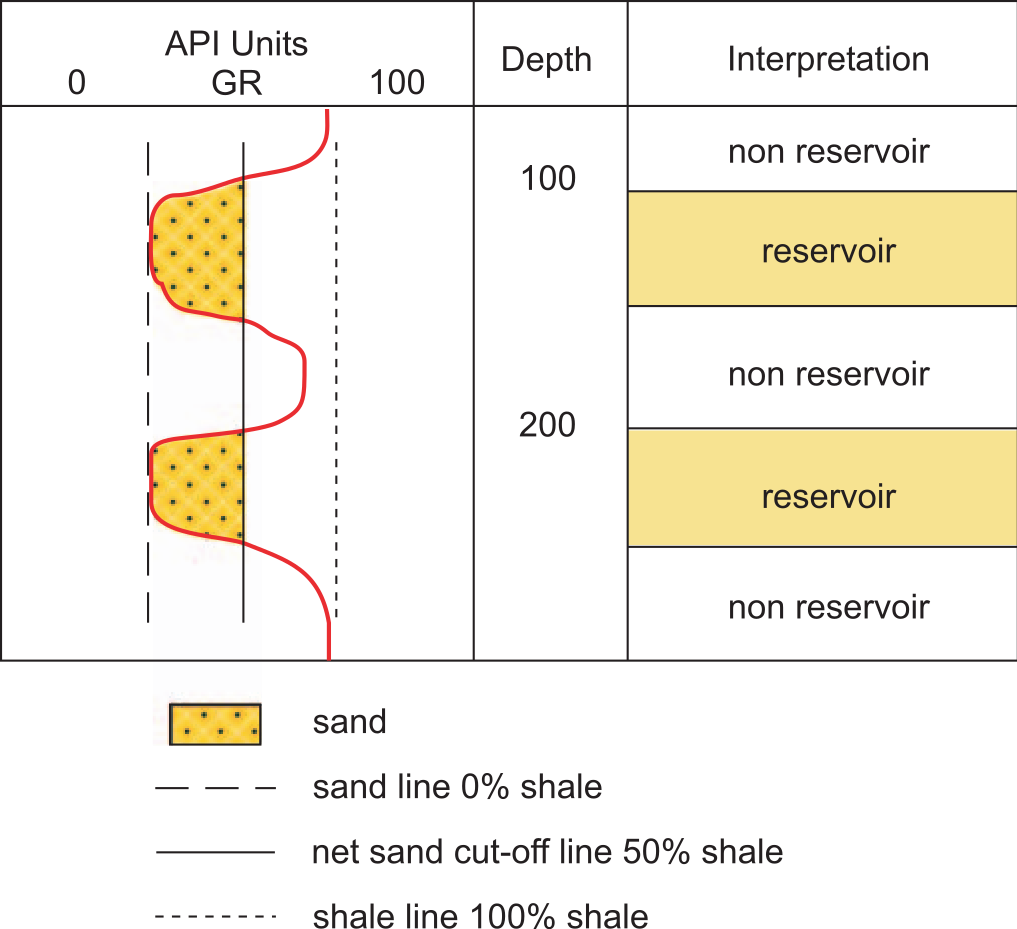 API Units
0 GR 100
Depth
Interpretation
non reservoir
100
reservoir
non reservoir
200
reservoir
non reservoir
sand
sand line 0% shale
net sand cut-off line 50% shale
shale line 100% shale